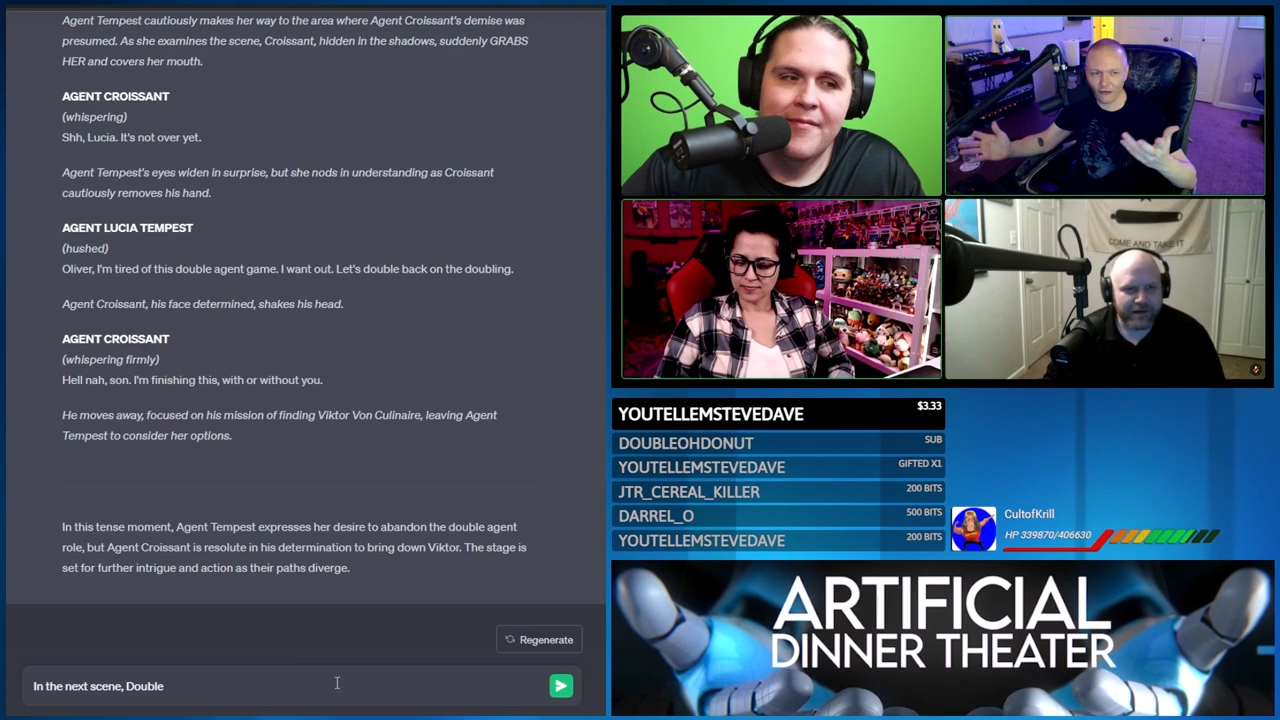 Agent Tempest cautiously makes her way to the area where Agent Croissant's demise was
presumed. As she examines the scene, Croissant, hidden in the shadows, suddenly GRABS
HER and covers her mouth.
AGENT CROISSANT
(whispering)
Shh, Lucia. It's not over yet.
Agent Tempest's eyes widen in surprise, but she nods in understanding as Croissant
cautiously removes his hand.
AGENT LUCIA TEMPEST
(hushed)
Oliver, I'm tired of this double agent game. I want out. Let's double back on the doubling.
Agent Croissant, his face determined, shakes his head.
AGENT CROISSANT
(whispering firmly)
Hell nah, son. I'm finishing this, with or without you.
He moves away, focused on his mission of finding Viktor Von Culinaire, leaving Agent
Tempest to consider her options.
In this tense moment, Agent Tempest expresses her desire to abandon the double agent
role, but Agent Croissant is resolute in his determination to bring down Viktor. The stage is
set for further intrigue and action as their paths diverge.
Regenerate
In the next scene, Double
COME AND TAKE IT
YOUTELLEMSTEVEDAVE $3.33
DOUBLEOHDONUT SUB
YOUTELLEMSTEVEDAVE GIFTED X1
JTR_CEREAL_KILLER 200 BITS
DARREL_O 500 BITS
YOUTELLEMSTEVEDAVE 200 BITS
CultofKrill
HP 339870/406630
ARTIFICIAL
DINNER THEATER